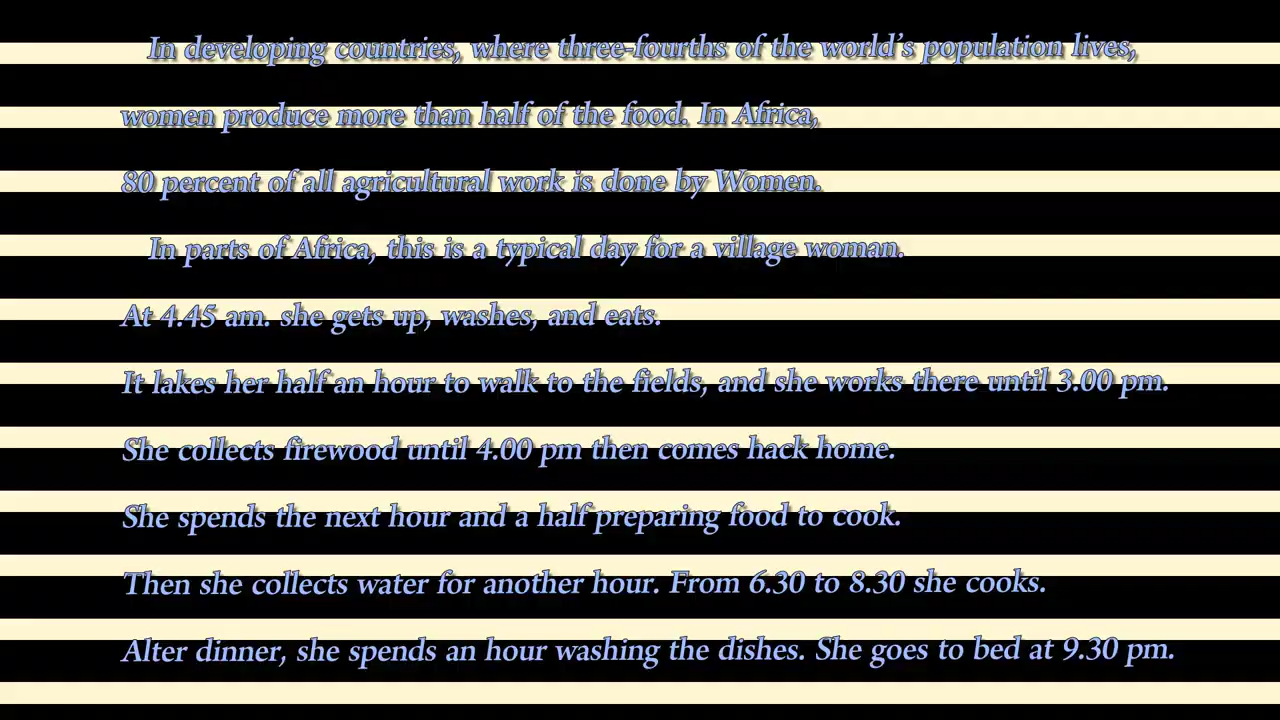 In developing countries, where three-fourths of the world's population lives,
women produce more than half of the food. In Africa,
80 percent of all agricultural work is done by Women.
In parts of Africa, this is a typical day for a village woman.
At 4.45 am. she gets up, washes, and eats.
It lakes her half an hour to walk to the fields, and she works there until 3.00 pm.
She collects firewood until 4.00 pm then comes hack home.
She spends the next hour and a half preparing food to cook.
Then she collects water for another hour. From 6.30 to 8.30 she cooks.
Alter dinner, she spends an hour washing the dishes. She goes to bed at 9.30 pm.